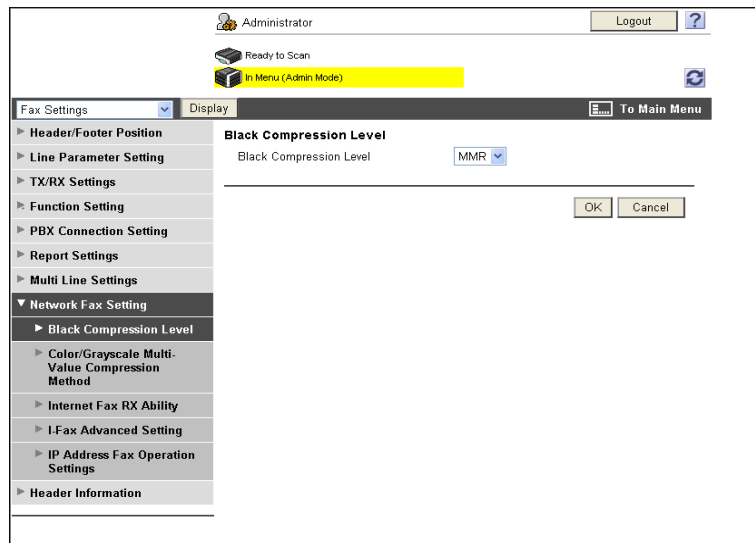 Administrator
Logout
?
Ready to Scan
In Menu (Admin Mode)
Fax Settings
Display
To Main Menu
Header/Footer Position
Line Parameter Setting
TX/RX Settings
Function Setting
PBX Connection Setting
Report Settings
Multi Line Settings
Network Fax Setting
Black Compression Level
Color/Grayscale Multi-
Value Compression
Method
Internet Fax RX Ability
I-Fax Advanced Setting
IP Address Fax Operation
Settings
Header Information
Black Compression Level
Black Compression Level
MMR
OK
Cancel